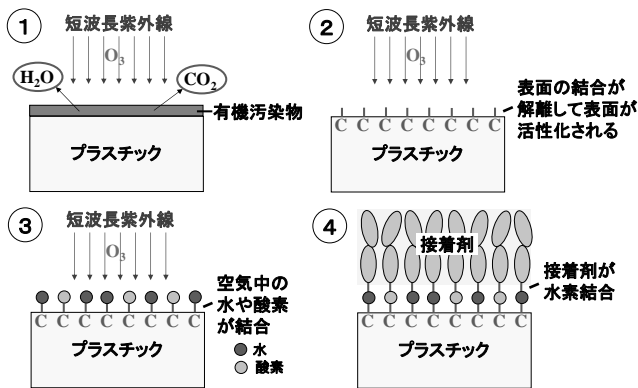 ①
短波長紫外線
O3
H2O
CO2
有機汚染物
プラスチック
②
短波長紫外線
O3
表面の結合が
解離して表面が
活性化される
C C C C C C C C
プラスチック
③
短波長紫外線
O3
空気中の
水や酸素
が結合
C C C C C C C C
プラスチック
水
酸素
④
接着剤
接着剤が
水素結合
C C C C C C C C
プラスチック